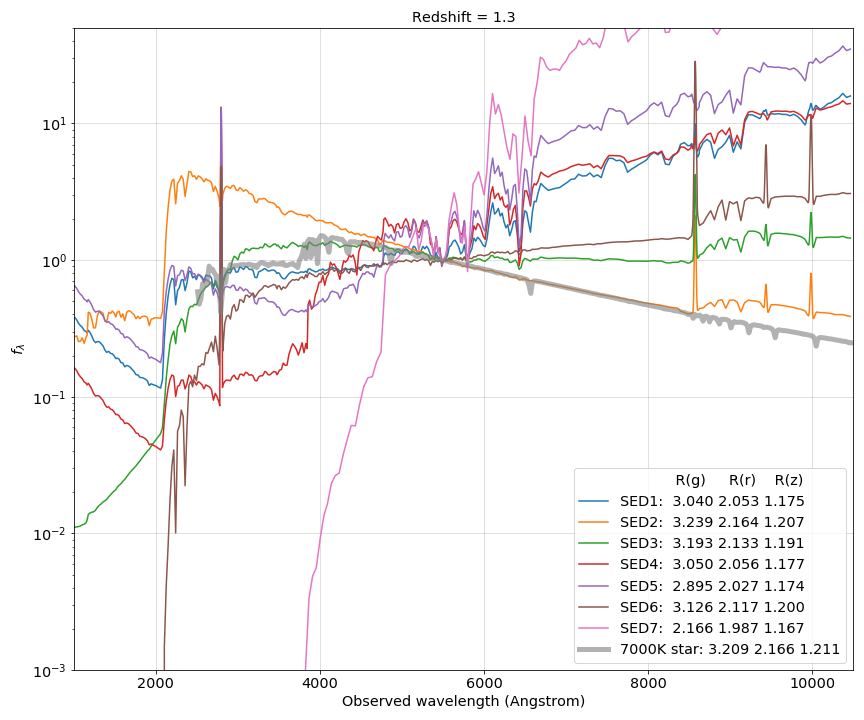 Redshift = 1.3
10¹
10⁰
10⁻¹
10⁻²
10⁻³
f_λ
2000 4000 6000 8000 10000
Observed wavelength (Angstrom)
R(g) R(r) R(z)
SED1: 3.040 2.053 1.175
SED2: 3.239 2.164 1.207
SED3: 3.193 2.133 1.191
SED4: 3.050 2.056 1.177
SED5: 2.895 2.027 1.174
SED6: 3.126 2.117 1.200
SED7: 2.166 1.987 1.167
7000K star: 3.209 2.166 1.211